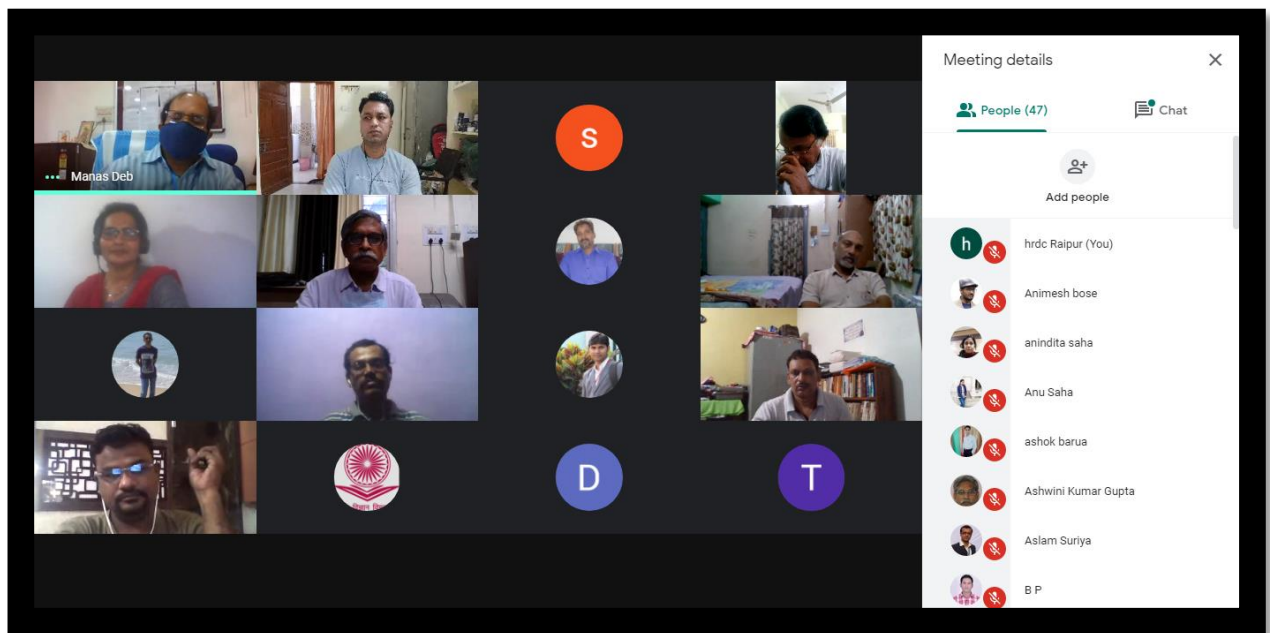 Manas Deb
S
D
T
Meeting details
People (47)
Chat
Add people
h
hrdc Raipur (You)
Animesh bose
anindita saha
Anu Saha
ashok barua
Ashwini Kumar Gupta
Aslam Suriya
B P